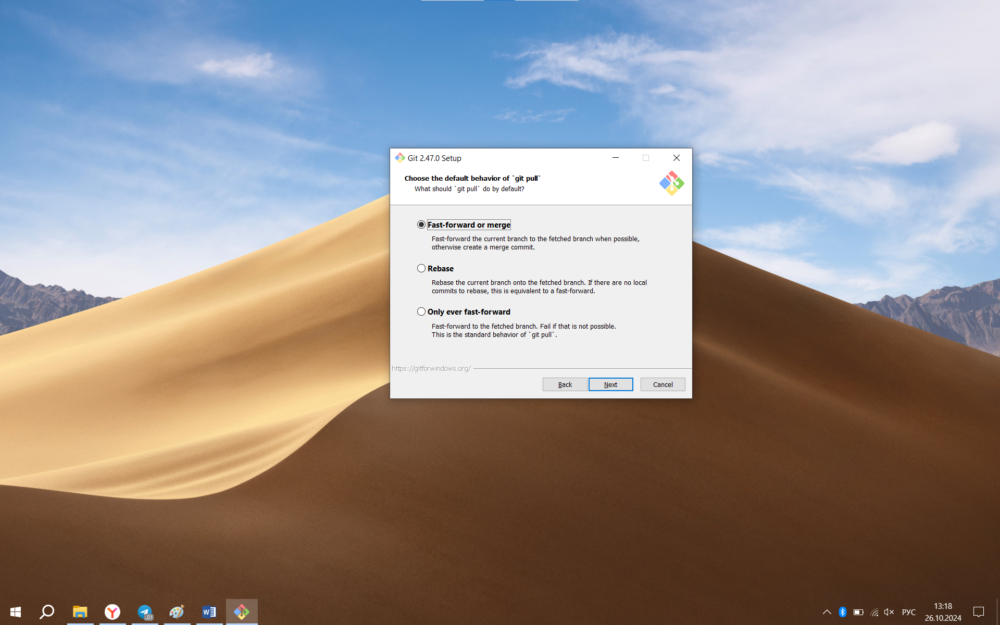 Git 2.47.0 Setup
Choose the default behavior of `git pull`
What should `git pull` do by default?
Fast-forward or merge
Fast-forward the current branch to the fetched branch when possible,
otherwise create a merge commit.
Rebase
Rebase the current branch onto the fetched branch. If there are no local
commits to rebase, this is equivalent to a fast-forward.
Only ever fast-forward
Fast-forward to the fetched branch. Fail if that is not possible.
This is the standard behavior of `git pull`.
https://gitforwindows.org/
Back
Next
Cancel
Y
..01
W
РУС
13:18
26.10.2024